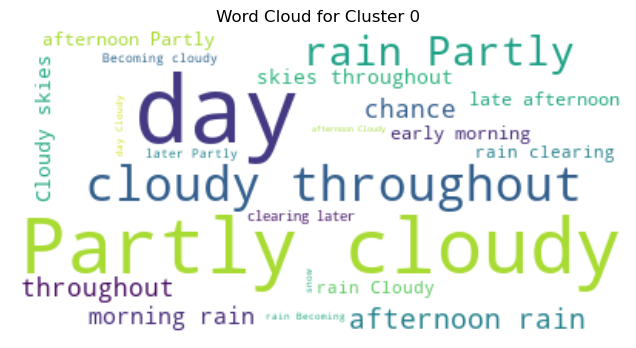 Word Cloud for Cluster 0
afternoon Partly
rain Partly
Becoming cloudy
Cloudy skies
skies throughout
day
late afternoon
chance
day Cloudy
afternoon Cloudy
early morning
later Partly
rain clearing
cloudy throughout
clearing later
Partly cloudy
snow
throughout
rain Cloudy
morning rain
rain Becoming
afternoon rain